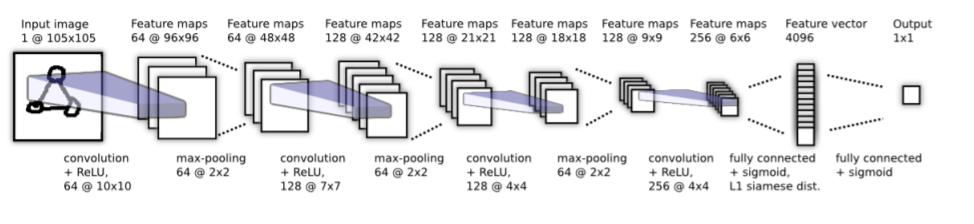 Input image
1 @ 105x105
Feature maps
64 @ 96x96
Feature maps
64 @ 48x48
Feature maps
128 @ 42x42
Feature maps
128 @ 21x21
Feature maps
128 @ 18x18
Feature maps
128 @ 9x9
Feature maps
256 @ 6x6
Feature vector
4096
Output
1x1
convolution
+ ReLU,
64 @ 10x10
max-pooling
64 @ 2x2
convolution
+ ReLU,
128 @ 7x7
max-pooling
64 @ 2x2
convolution
+ ReLU,
128 @ 4x4
max-pooling
64 @ 2x2
convolution
+ ReLU,
256 @ 4x4
fully connected
+ sigmoid,
L1 siamese dist.
fully connected
+ sigmoid